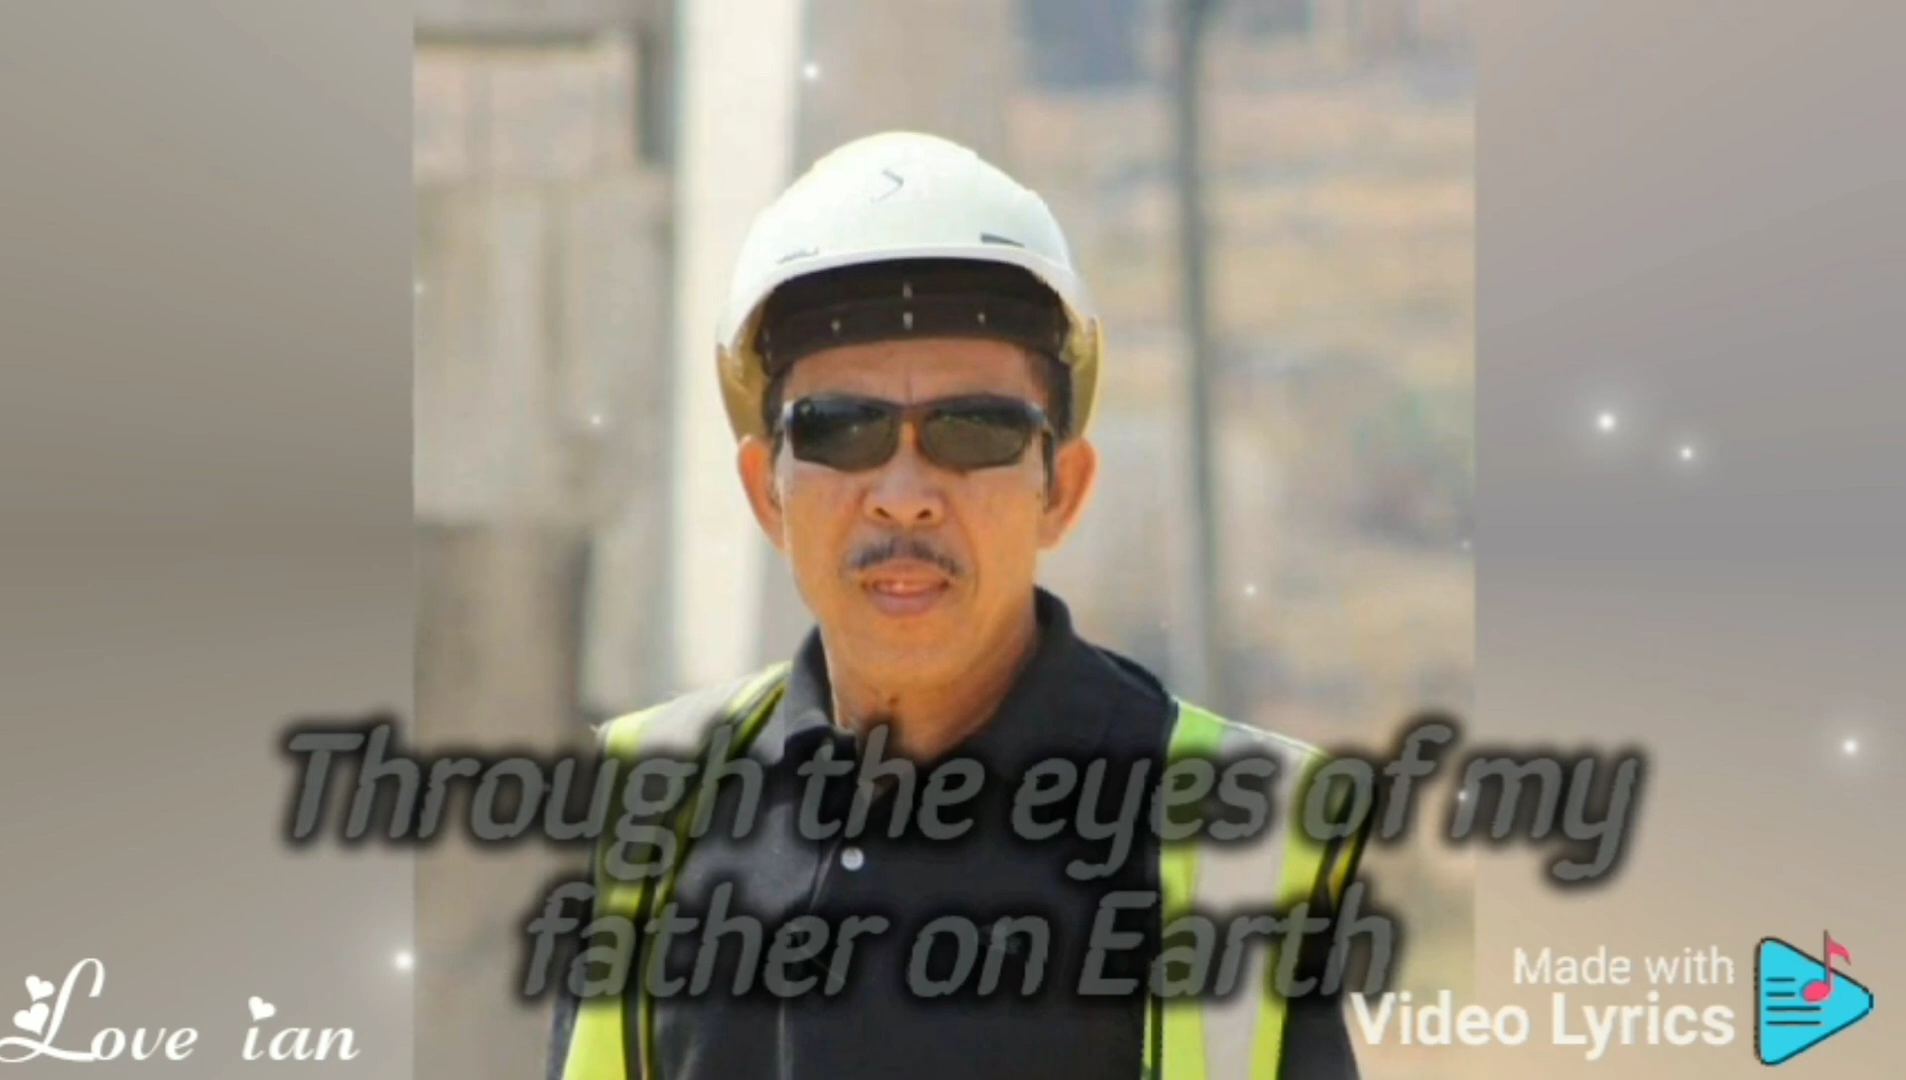 Through the eyes of my
father on Earth
Love ian
Made with
Video Lyrics